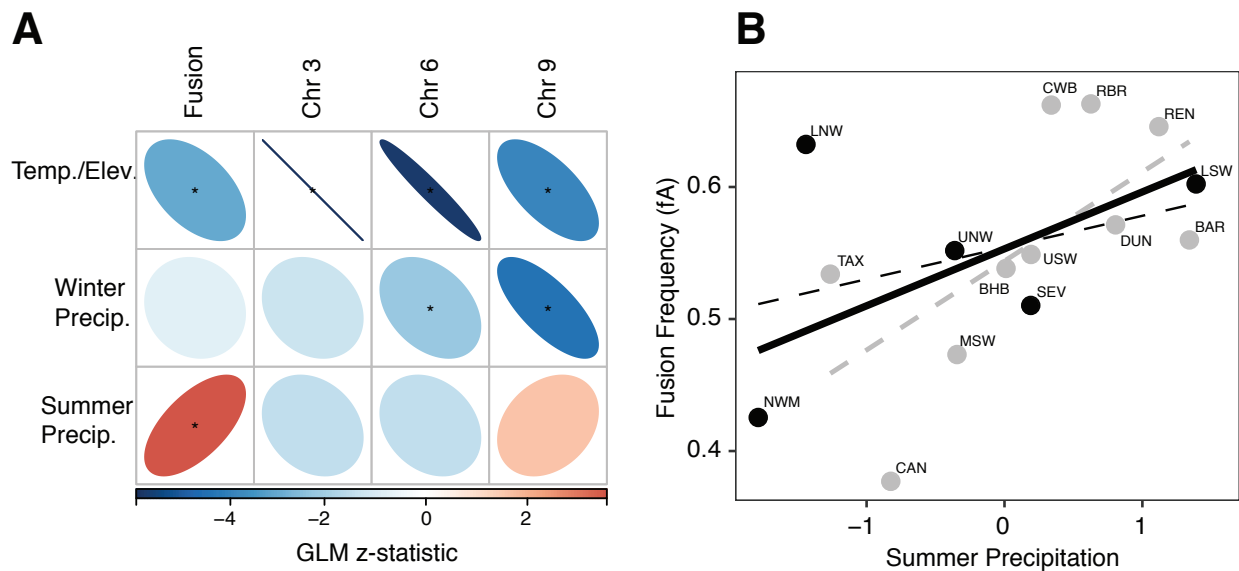 A
Fusion
Chr 3
Chr 6
Chr 9
Temp./Elev.
*
*
*
*
Winter
Precip.
*
*
Summer
Precip.
*
−4
−2
0
2
GLM z-statistic
B
Fusion Frequency (fA)
0.6
0.5
0.4
CWB
RBR
REN
LNW
LSW
UNW
DUN
BAR
TAX
USW
BHB
SEV
MSW
NWM
CAN
−1
0
1
Summer Precipitation